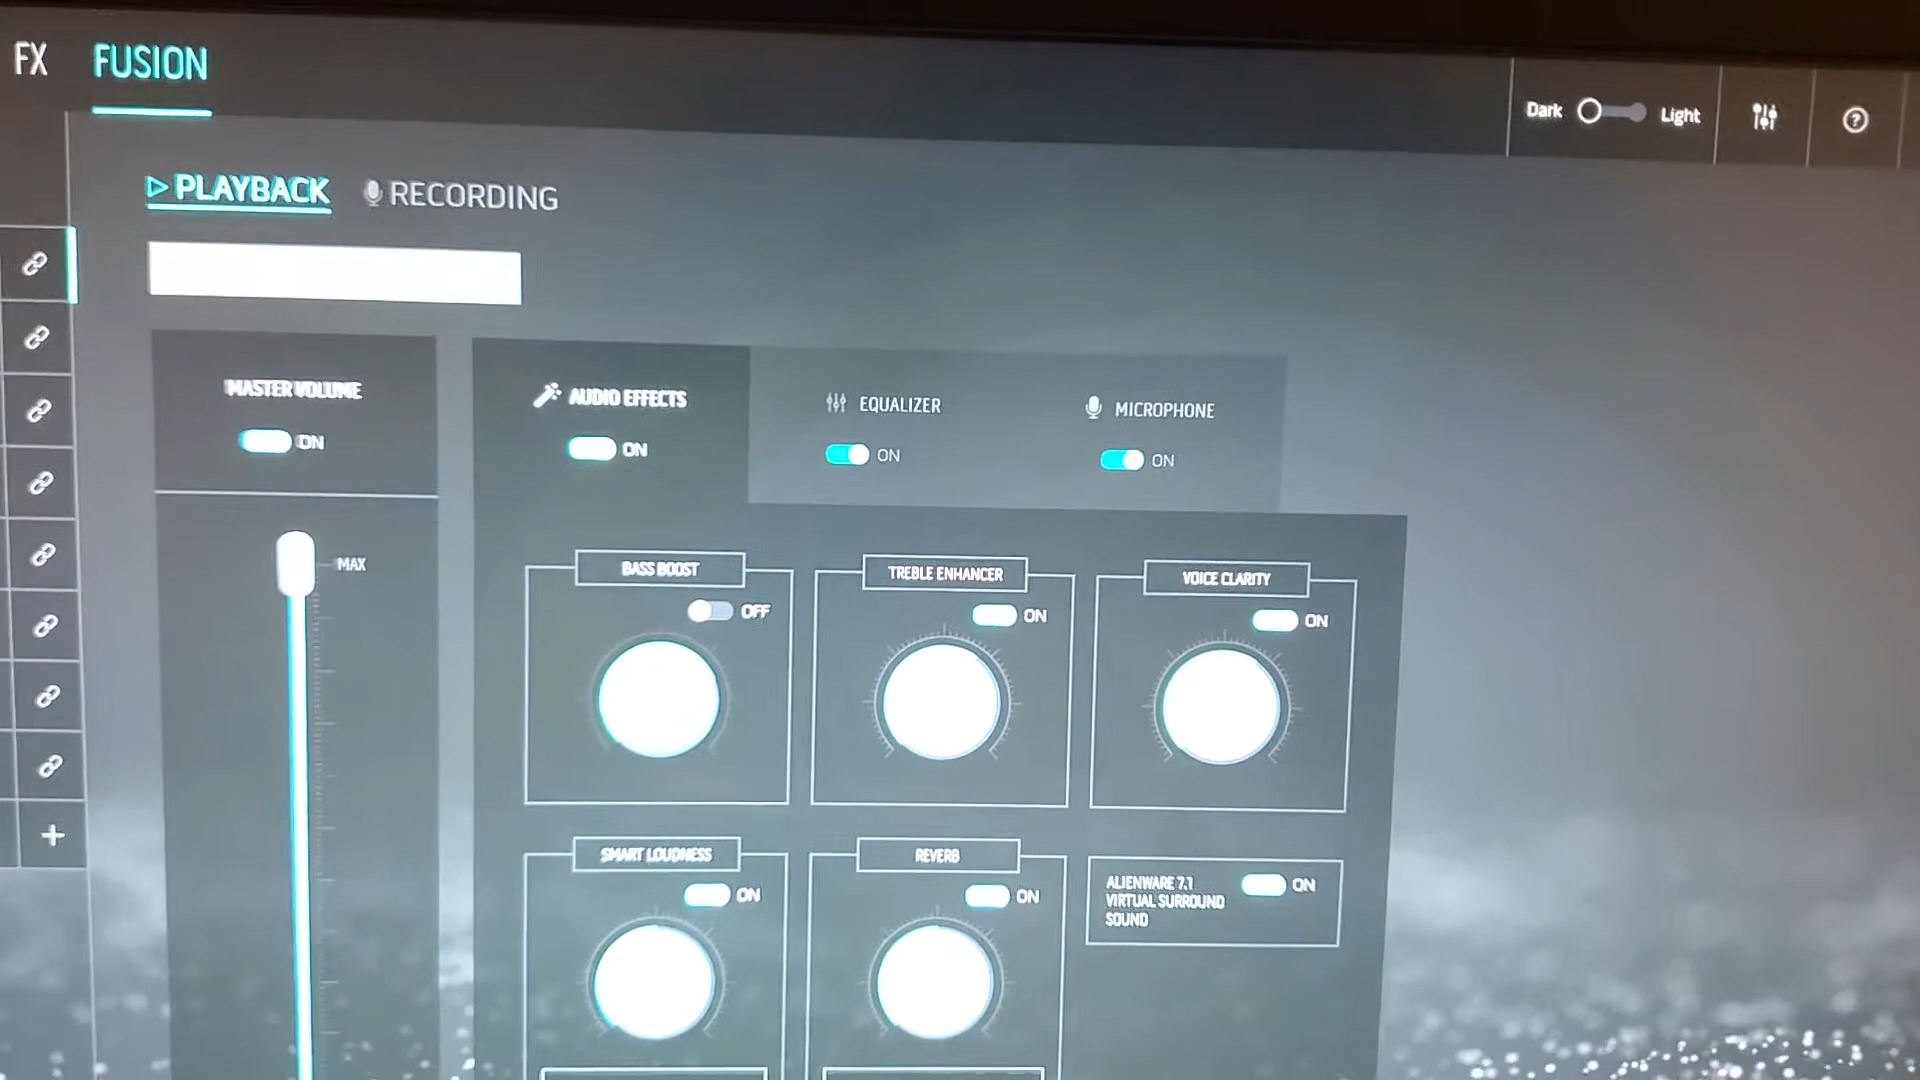 FX FUSION
Dark Light
PLAYBACK RECORDING
MASTER VOLUME
ON
AUDIO EFFECTS
ON
EQUALIZER
ON
MICROPHONE
ON
MAX
BASS BOOST
OFF
TREBLE ENHANCER
ON
VOICE CLARITY
ON
SMART LOUDNESS
ON
REVERB
ON
ALIENWARE 7.1
VIRTUAL SURROUND
SOUND
ON